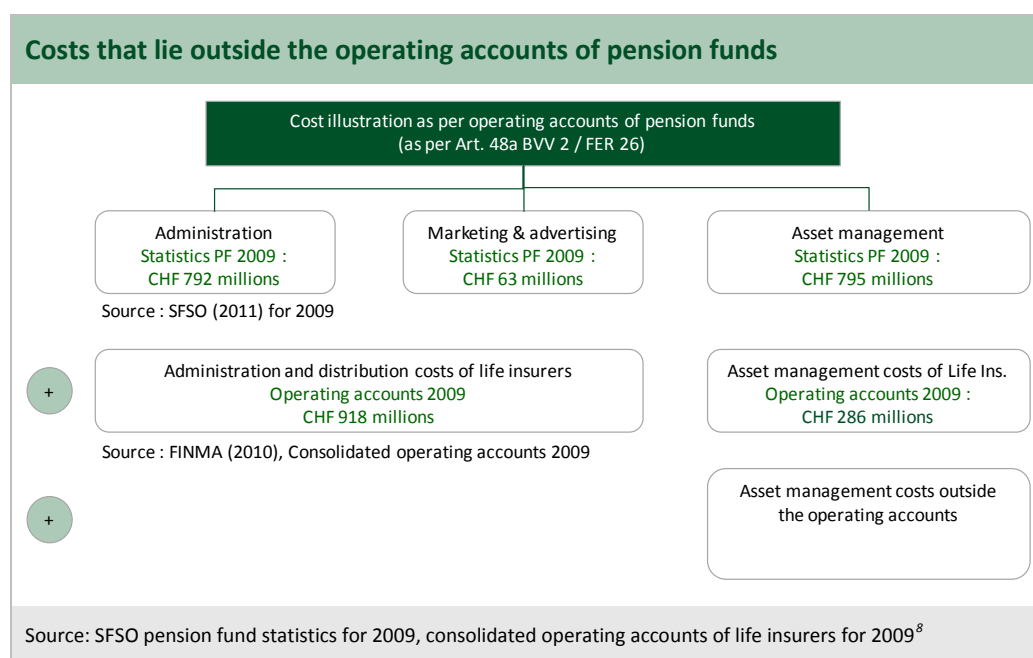 Costs that lie outside the operating accounts of pension funds
Cost illustration as per operating accounts of pension funds
(as per Art. 48a BVV 2 / FER 26)
Administration
Statistics PF 2009 :
CHF 792 millions
Marketing & advertising
Statistics PF 2009 :
CHF 63 millions
Asset management
Statistics PF 2009 :
CHF 795 millions
Source : SFSO (2011) for 2009
+
Administration and distribution costs of life insurers
Operating accounts 2009
CHF 918 millions
Asset management costs of Life Ins.
Operating accounts 2009 :
CHF 286 millions
Source : FINMA (2010), Consolidated operating accounts 2009
+
Asset management costs outside
the operating accounts
Source: SFSO pension fund statistics for 2009, consolidated operating accounts of life insurers for 2009⁸